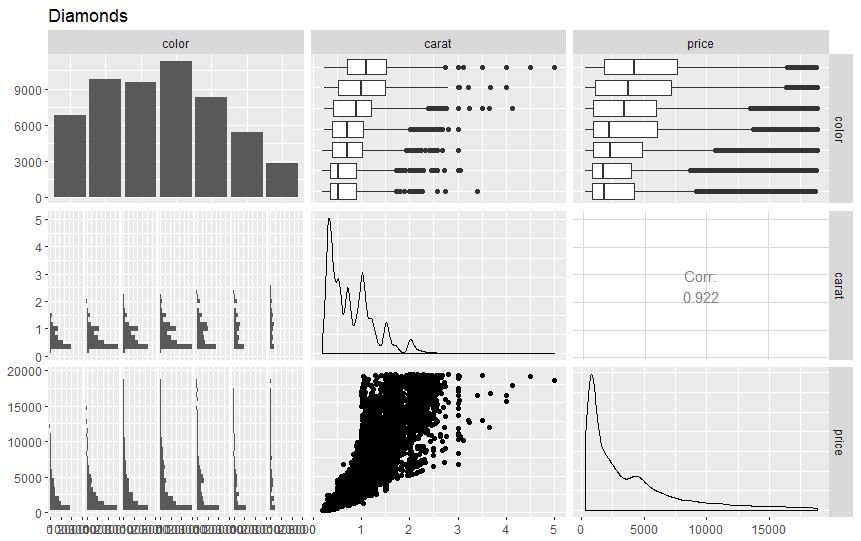 Diamonds
color carat price
9000
6000
3000
0
color
5
4
3
2
1
0
Corr:
0.922
carat
20000
15000
10000
5000
0
price
0 1 2 3 4 5 0 5000 10000 15000